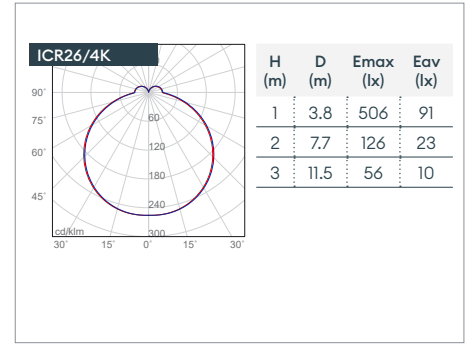 ICR26/4K
90°
75°
60°
45°
60
120
180
240
300
cd/klm
30° 15° 0° 15° 30°
H D Emax Eav
(m) (m) (lx) (lx)
1 3.8 506 91
2 7.7 126 23
3 11.5 56 10